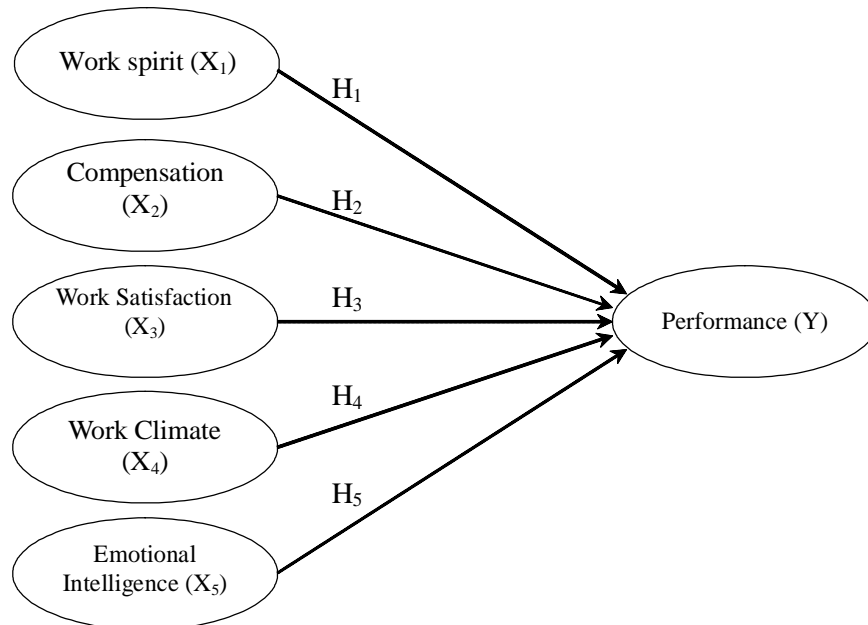 Work spirit (X₁)
H₁
Compensation
(X₂)
H₂
Work Satisfaction
(X₃)
H₃
Performance (Y)
Work Climate
(X₄)
H₄
Emotional
Intelligence (X₅)
H₅